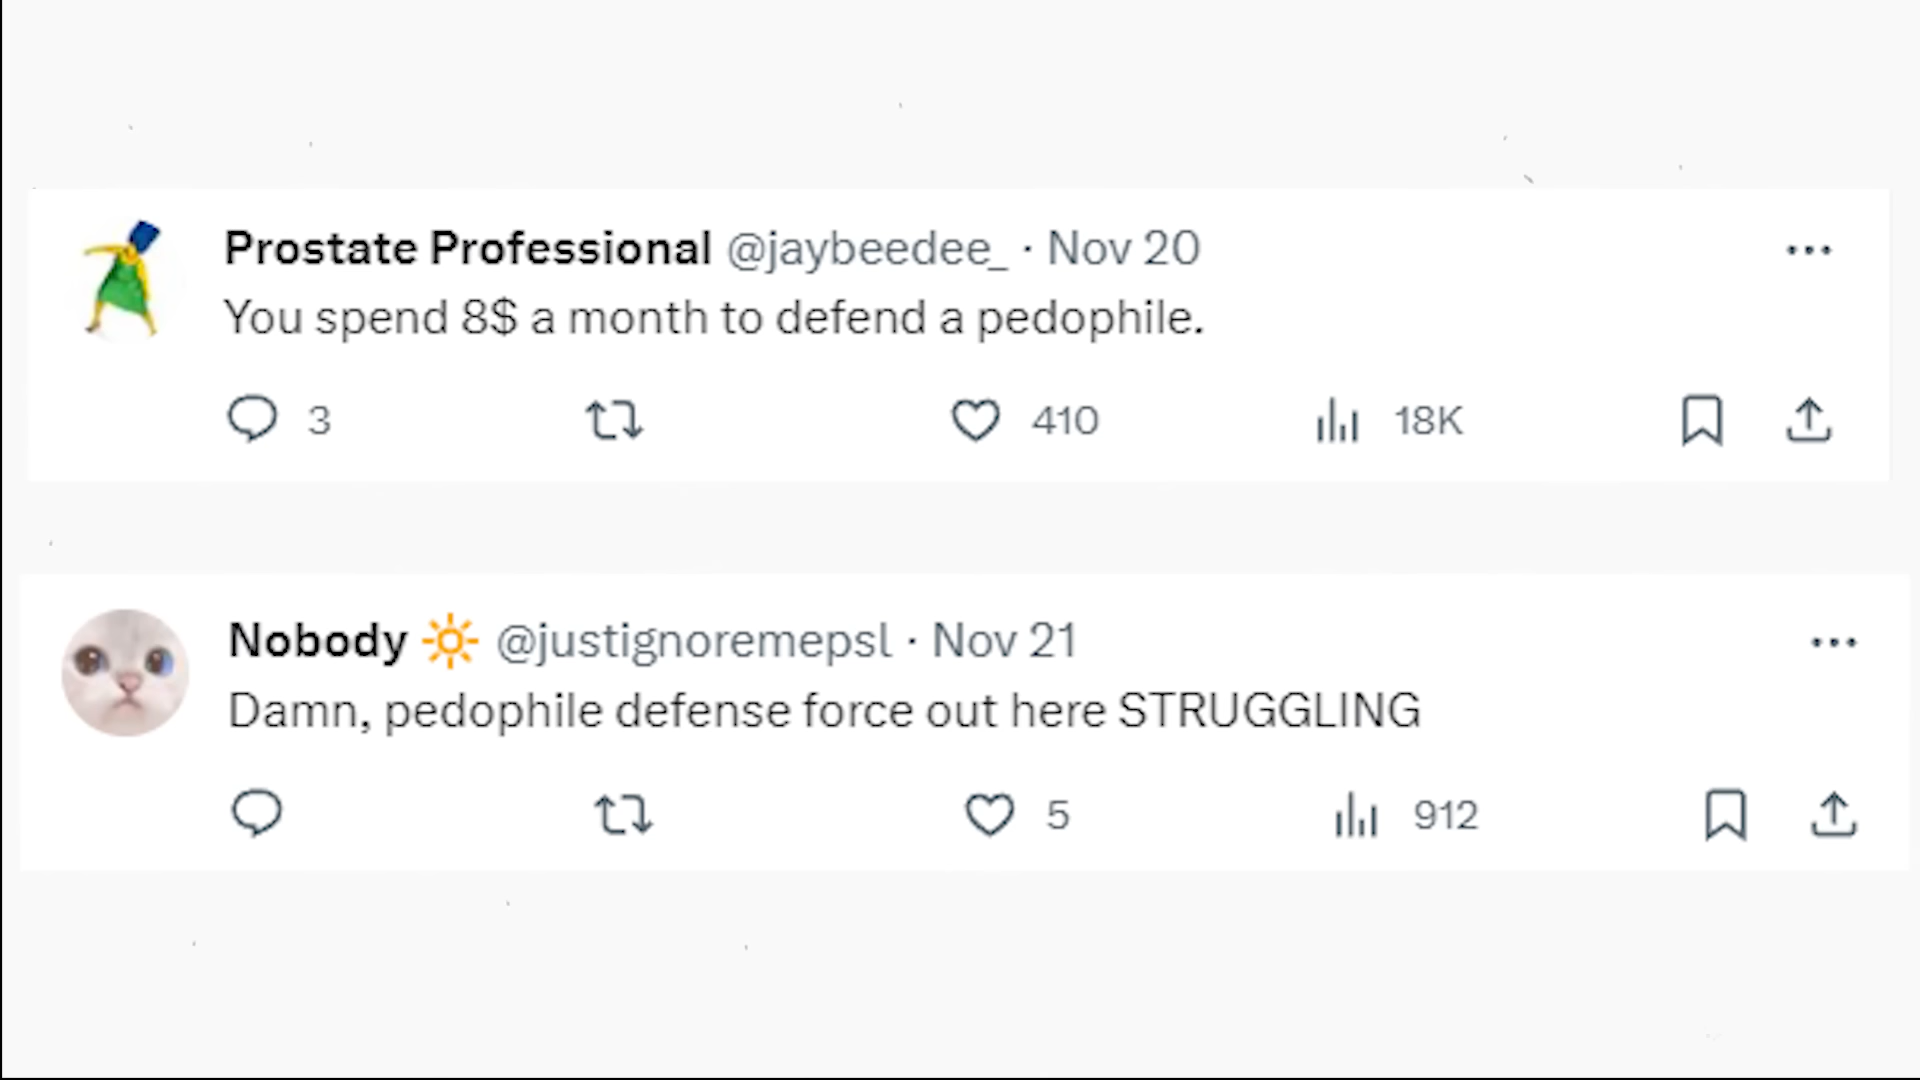 Prostate Professional @jaybeedee_ · Nov 20
You spend 8$ a month to defend a pedophile.
3 410 18K
Nobody 🔆 @justignoremepsl · Nov 21
Damn, pedophile defense force out here STRUGGLING
5 912